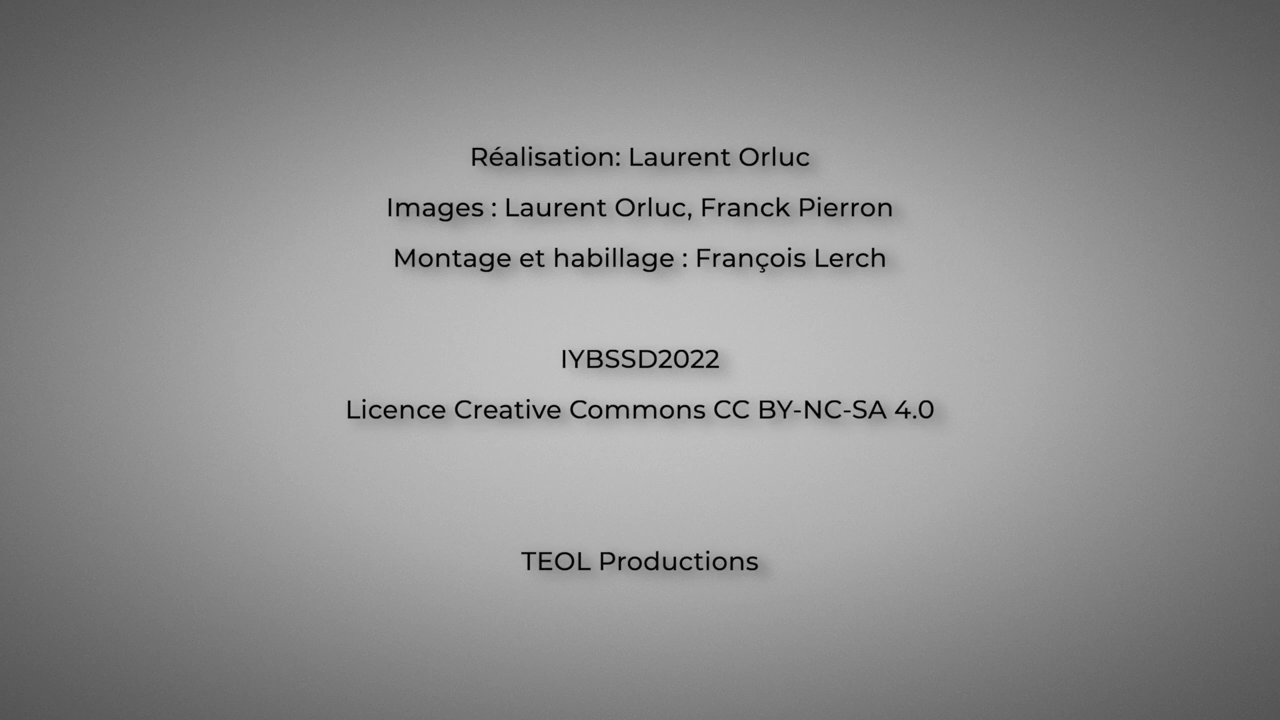 Réalisation: Laurent Orluc
Images : Laurent Orluc, Franck Pierron
Montage et habillage : François Lerch
IYBSSD2022
Licence Creative Commons CC BY-NC-SA 4.0
TEOL Productions